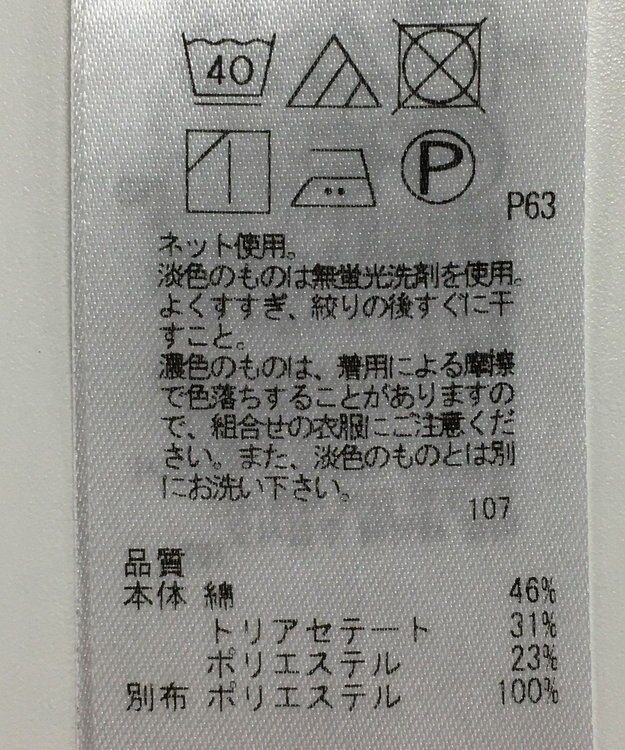 40
P
P63
ネット使用。
淡色のものは無蛍光洗剤を使用。
よくすすぎ、絞りの後すぐに干
すこと。
濃色のものは、着用による摩擦
で色落ちすることがありますの
で、組合せの衣服にご注意くだ
さい。また、淡色のものとは別
にお洗い下さい。
107
品質
本体 綿 46%
トリアセテート 31%
ポリエステル 23%
別布 ポリエステル 100%